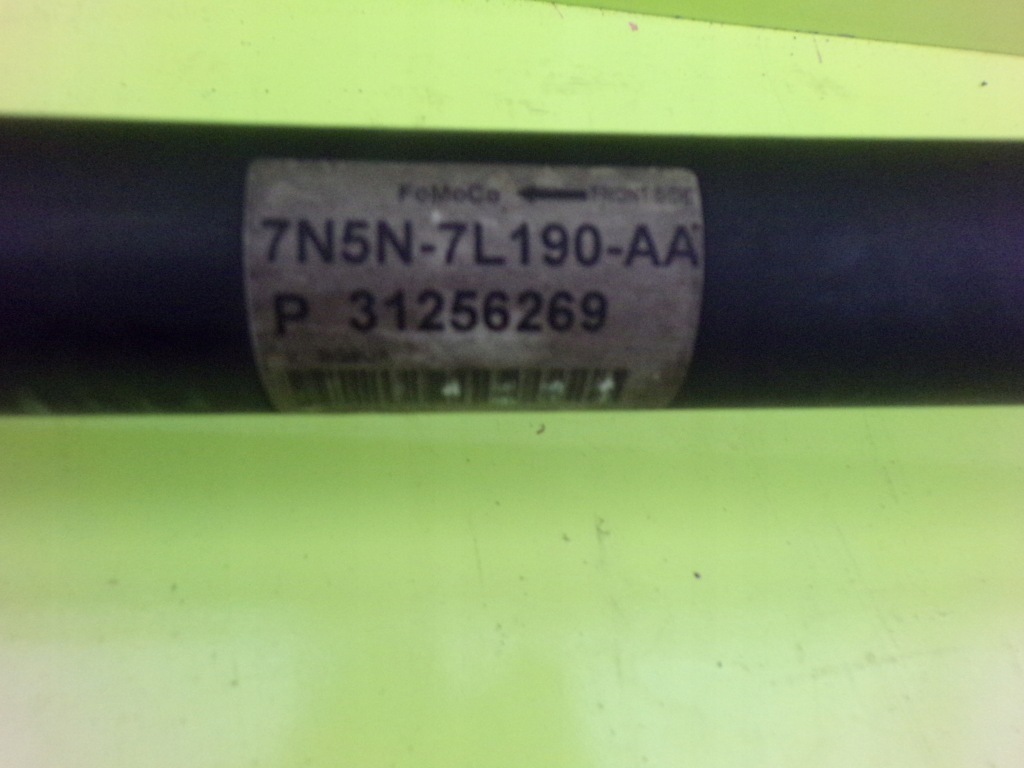 FoMoCo FRONT SIDE
7N5N-7L190-AA
P 31256269